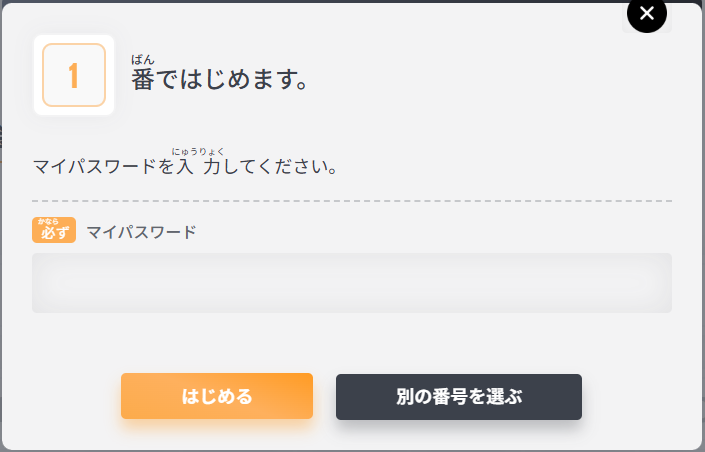 1
ばん
番ではじめます。
にゅうりょく
マイパスワードを入力してください。
かなら
必ず
マイパスワード
はじめる
別の番号を選ぶ